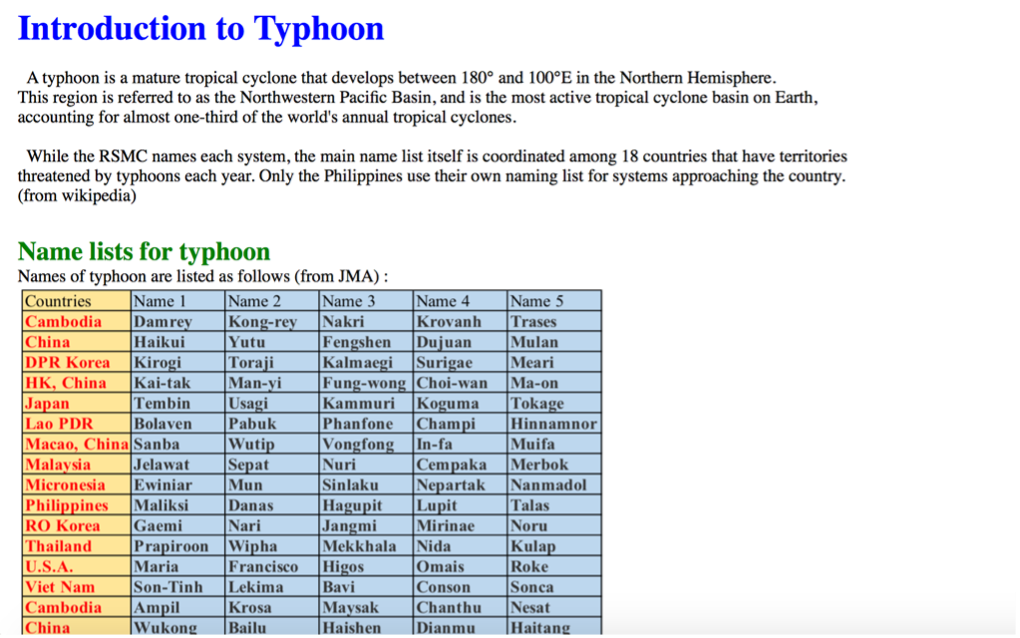 Introduction to Typhoon
A typhoon is a mature tropical cyclone that develops between 180° and 100°E in the Northern Hemisphere.
This region is referred to as the Northwestern Pacific Basin, and is the most active tropical cyclone basin on Earth,
accounting for almost one-third of the world's annual tropical cyclones.
While the RSMC names each system, the main name list itself is coordinated among 18 countries that have territories
threatened by typhoons each year. Only the Philippines use their own naming list for systems approaching the country.
(from wikipedia)
Name lists for typhoon
Names of typhoon are listed as follows (from JMA) :
Countries Name 1 Name 2 Name 3 Name 4 Name 5
Cambodia Damrey Kong-rey Nakri Krovanh Trases
China Haikui Yutu Fengshen Dujuan Mulan
DPR Korea Kirogi Toraji Kalmaegi Surigae Meari
HK, China Kai-tak Man-yi Fung-wong Choi-wan Ma-on
Japan Tembin Usagi Kammuri Koguma Tokage
Lao PDR Bolaven Pabuk Phanfone Champi Hinnamnor
Macao, China Sanba Wutip Vongfong In-fa Muifa
Malaysia Jelawat Sepat Nuri Cempaka Merbok
Micronesia Ewiniar Mun Sinlaku Nepartak Nanmadol
Philippines Maliksi Danas Hagupit Lupit Talas
RO Korea Gaemi Nari Jangmi Mirinae Noru
Thailand Prapiroon Wipha Mekkhala Nida Kulap
U.S.A. Maria Francisco Higos Omais Roke
Viet Nam Son-Tinh Lekima Bavi Conson Sonca
Cambodia Ampil Krosa Maysak Chanthu Nesat
China Wukong Bailu Haishen Dianmu Haitang